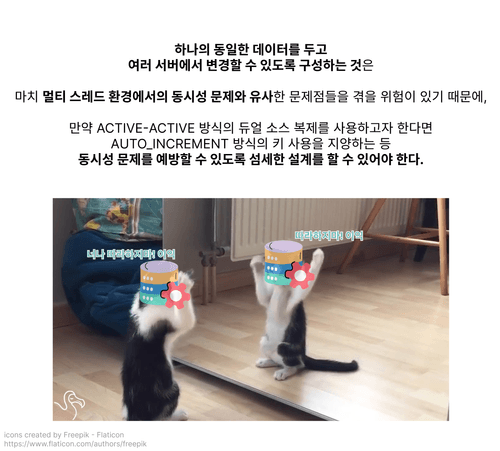 하나의 동일한 데이터를 두고
여러 서버에서 변경할 수 있도록 구성하는 것은
마치 멀티 스레드 환경에서의 동시성 문제와 유사한 문제점들을 겪을 위험이 있기 때문에,
만약 ACTIVE-ACTIVE 방식의 듀얼 소스 복제를 사용하고자 한다면
AUTO_INCREMENT 방식의 키 사용을 지양하는 등
동시성 문제를 예방할 수 있도록 섬세한 설계를 할 수 있어야 한다.
너나 따라하지마! 이익
따라하지마! 이익
icons created by Freepik - Flaticon
https://www.flaticon.com/authors/freepik